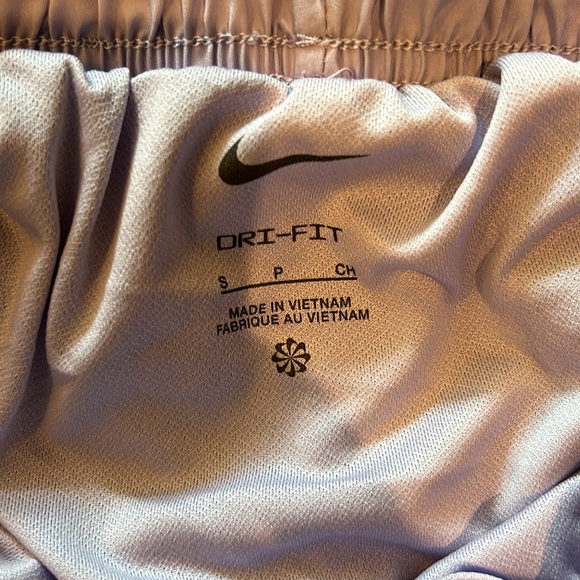 DRI-FIT
S P CH
MADE IN VIETNAM
FABRIQUE AU VIETNAM